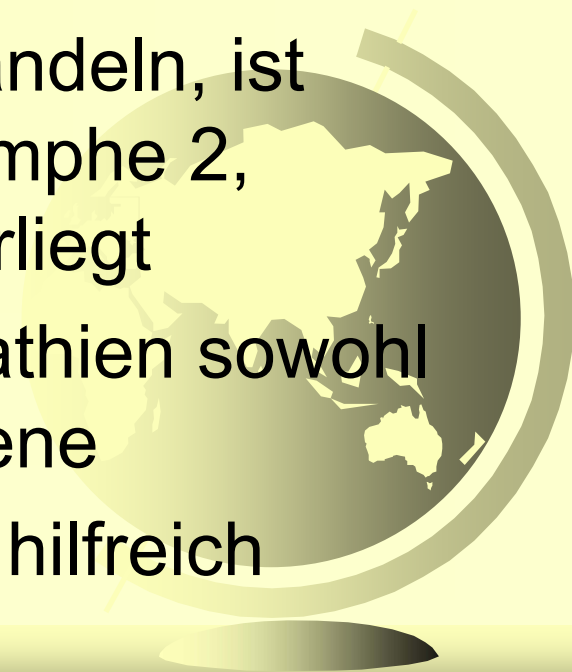 andeln, ist
mphe 2,
rliegt
athien sowohl
ene
hilfreich